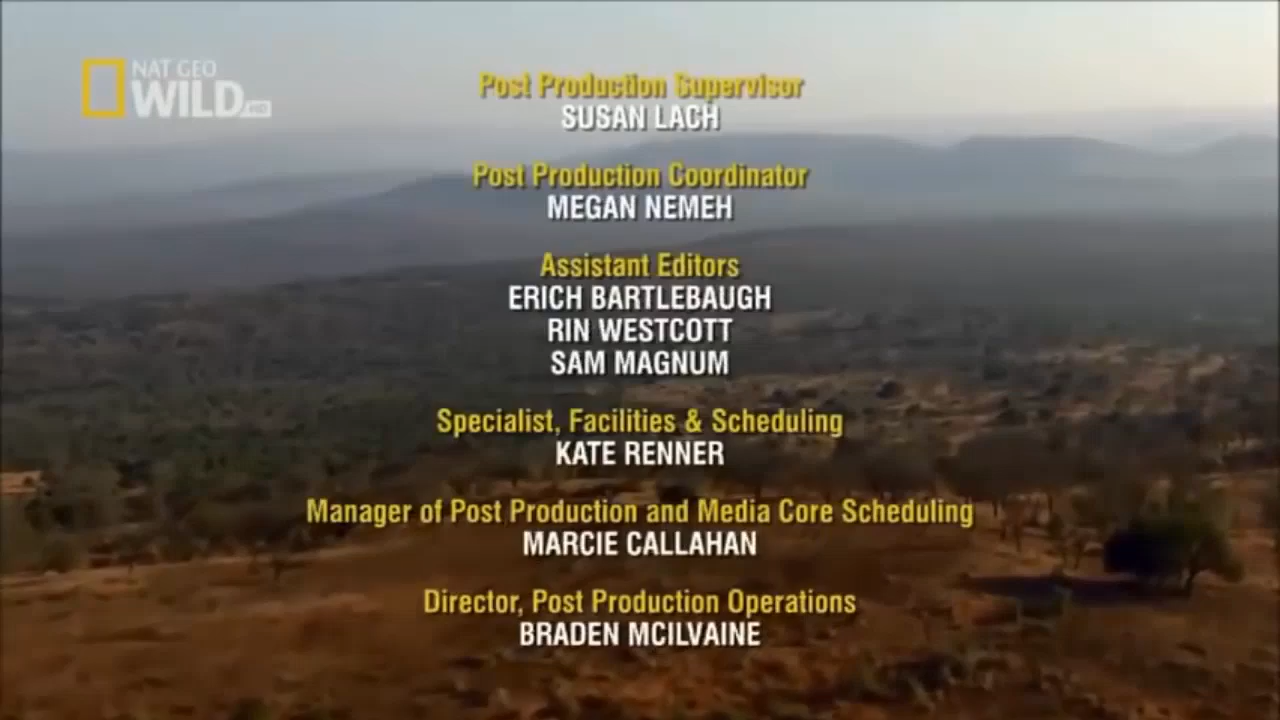 NAT GEO
WILD HD
Post Production Supervisor
SUSAN LACH
Post Production Coordinator
MEGAN NEMEH
Assistant Editors
ERICH BARTLEBAUGH
RIN WESTCOTT
SAM MAGNUM
Specialist, Facilities & Scheduling
KATE RENNER
Manager of Post Production and Media Core Scheduling
MARCIE CALLAHAN
Director, Post Production Operations
BRADEN MCILVAINE